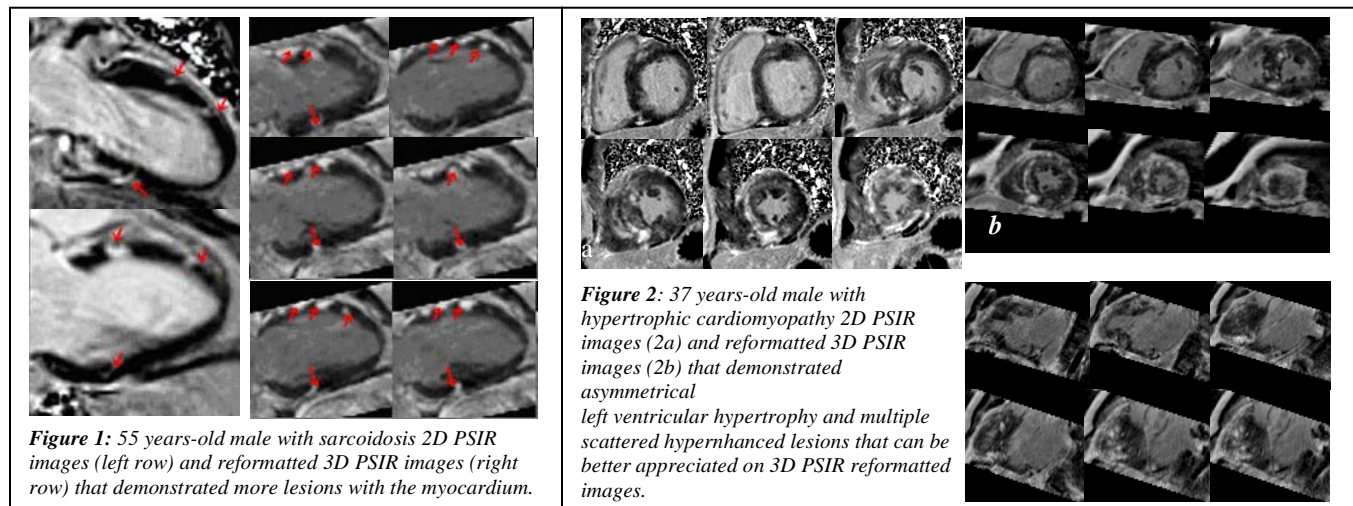 Figure 1: 55 years-old male with sarcoidosis 2D PSIR
images (left row) and reformatted 3D PSIR images (right
row) that demonstrated more lesions with the myocardium.
a
b
Figure 2: 37 years-old male with
hypertrophic cardiomyopathy 2D PSIR
images (2a) and reformatted 3D PSIR
images (2b) that demonstrated
asymmetrical
left ventricular hypertrophy and multiple
scattered hypernhanced lesions that can be
better appreciated on 3D PSIR reformatted
images.